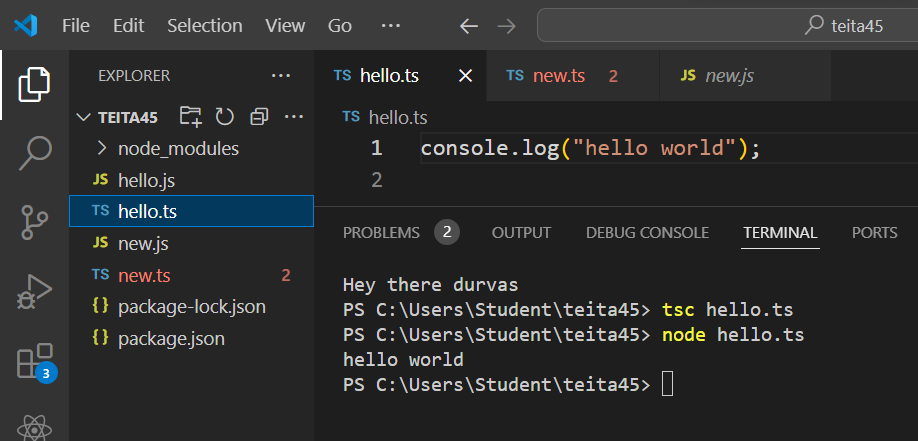 File Edit Selection View Go ··· teita45
EXPLORER ···
TEITA45 ···
node_modules
JS hello.js
TS hello.ts
JS new.js
TS new.ts 2
{} package-lock.json
{} package.json
3
TS hello.ts TS new.ts 2 JS new.js
TS hello.ts
1 console.log("hello world");
2
PROBLEMS 2 OUTPUT DEBUG CONSOLE TERMINAL PORTS
Hey there durvas
PS C:\Users\Student\teita45> tsc hello.ts
PS C:\Users\Student\teita45> node hello.ts
hello world
PS C:\Users\Student\teita45>